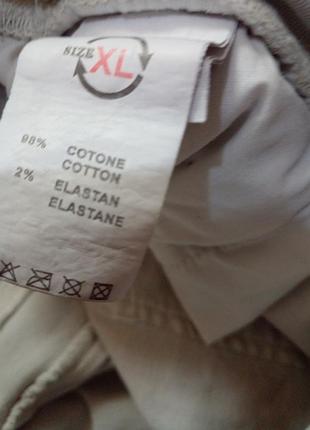 SIZE XL
98% COTONE
COTTON
2% ELASTAN
ELASTANE